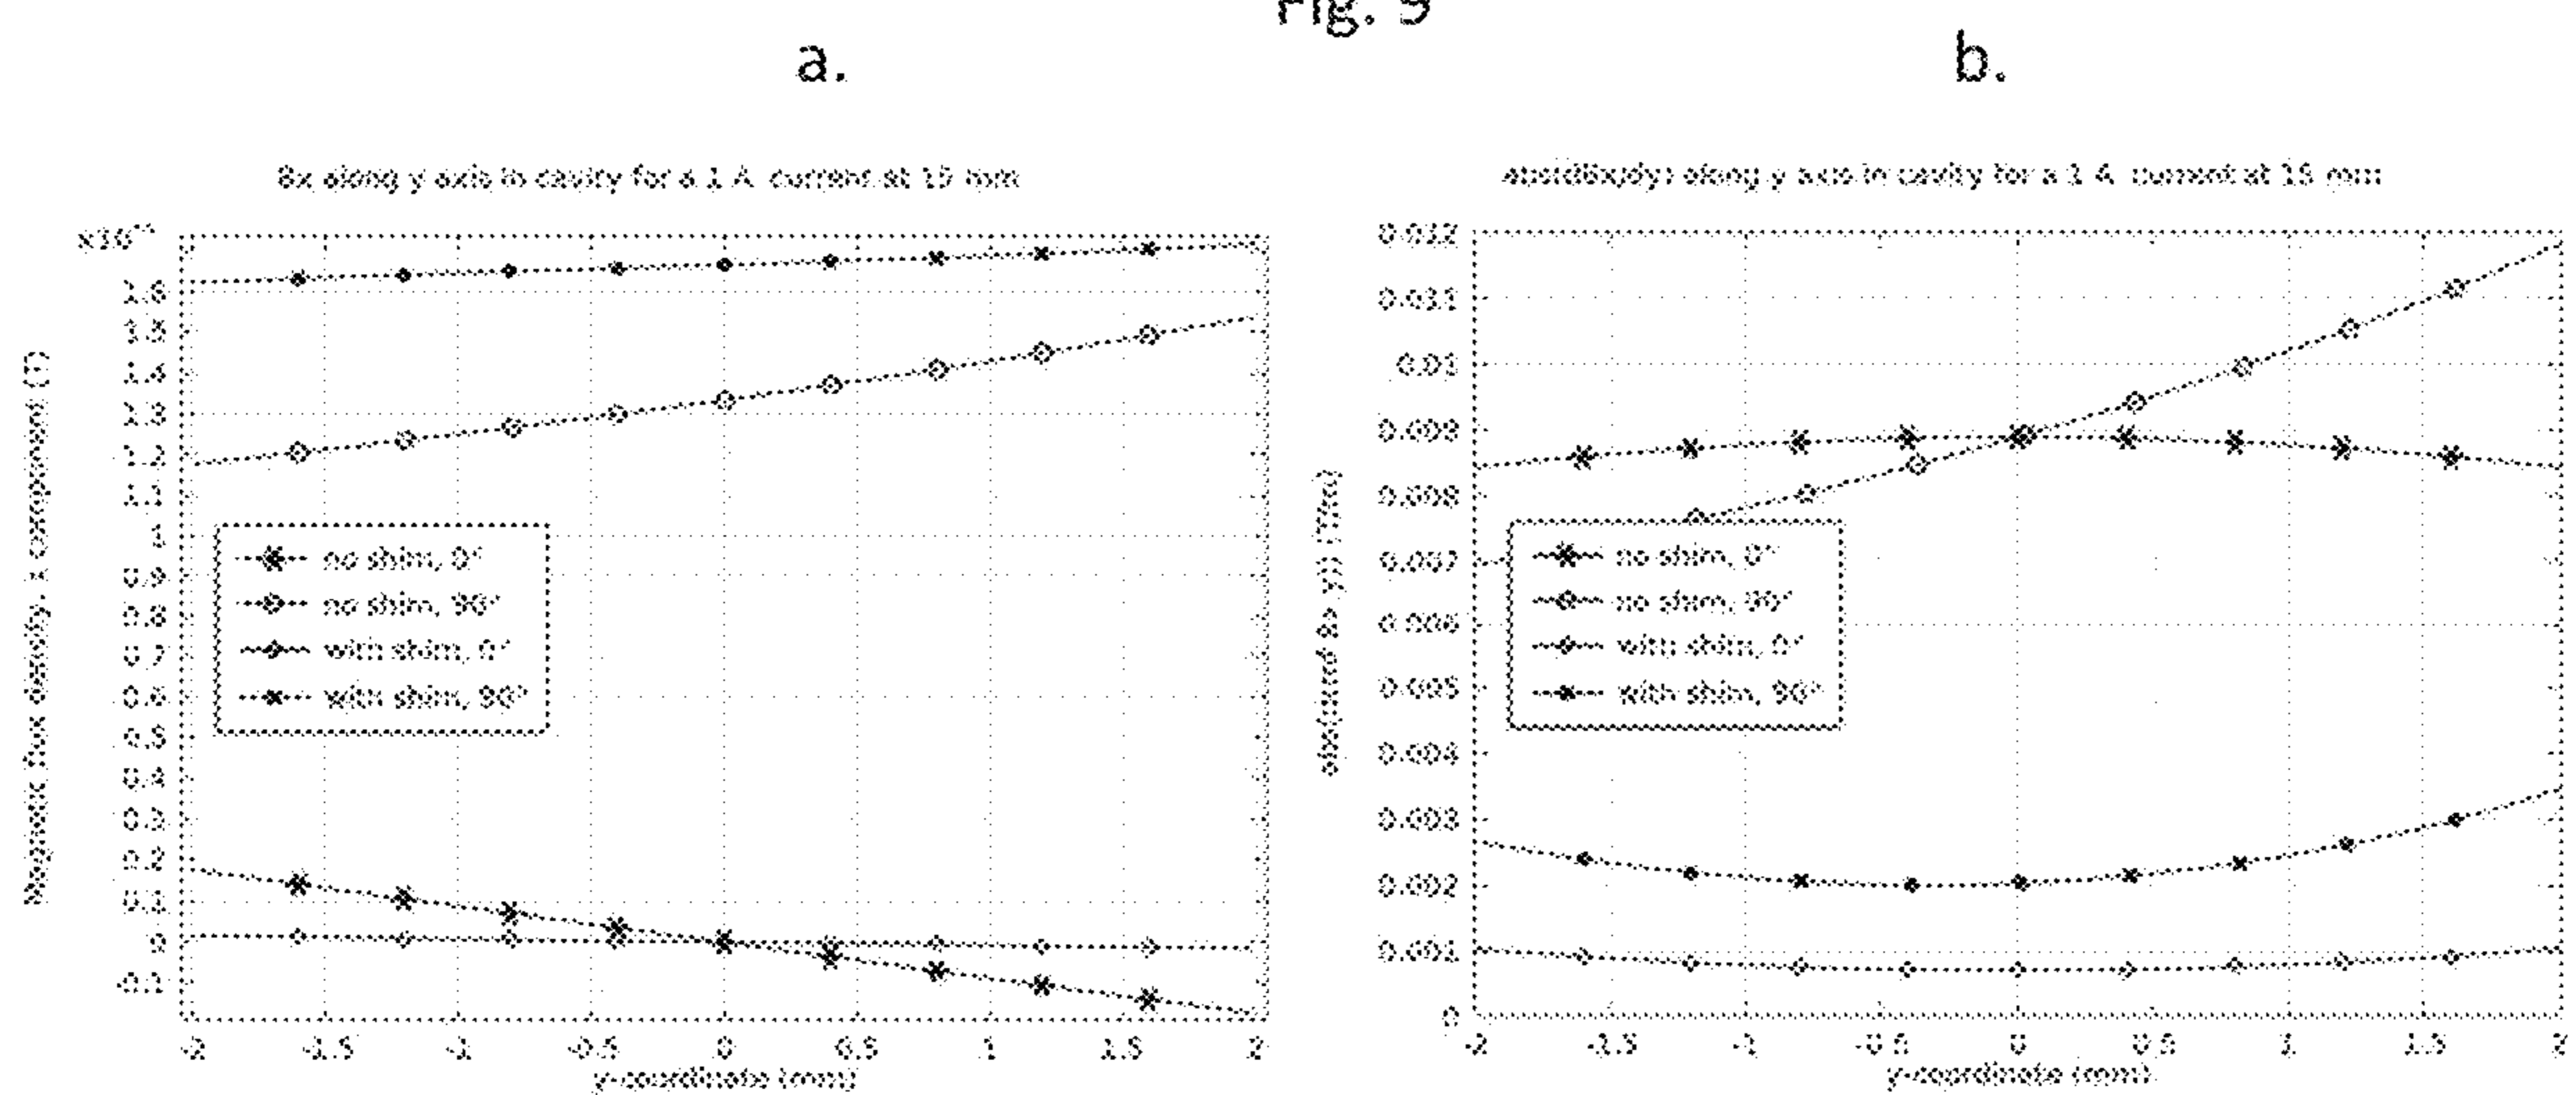 Fig. 9
a.
b.
Bx along y axis in cavity for a 1 A current at 15 mm
abs(dBx/dy) along y axis in cavity for a 1 A current at 15 mm
1.6
1.5
1.4
1.3
1.2
1.1
1
0.9
0.8
0.7
0.6
0.5
0.4
0.3
0.2
0.1
0
-0.1
Magnetic flux density, x component (T)
no shim, 0°
no shim, 90°
with shim, 0°
with shim, 90°
-2 -1.5 -1 -0.5 0 0.5 1 1.5 2
y-coordinate (mm)
0.012
0.011
0.01
0.009
0.008
0.007
0.006
0.005
0.004
0.003
0.002
0.001
0
no shim, 0°
no shim, 90°
with shim, 0°
with shim, 90°
-2 -1.5 -1 -0.5 0 0.5 1 1.5 2
y-coordinate (mm)